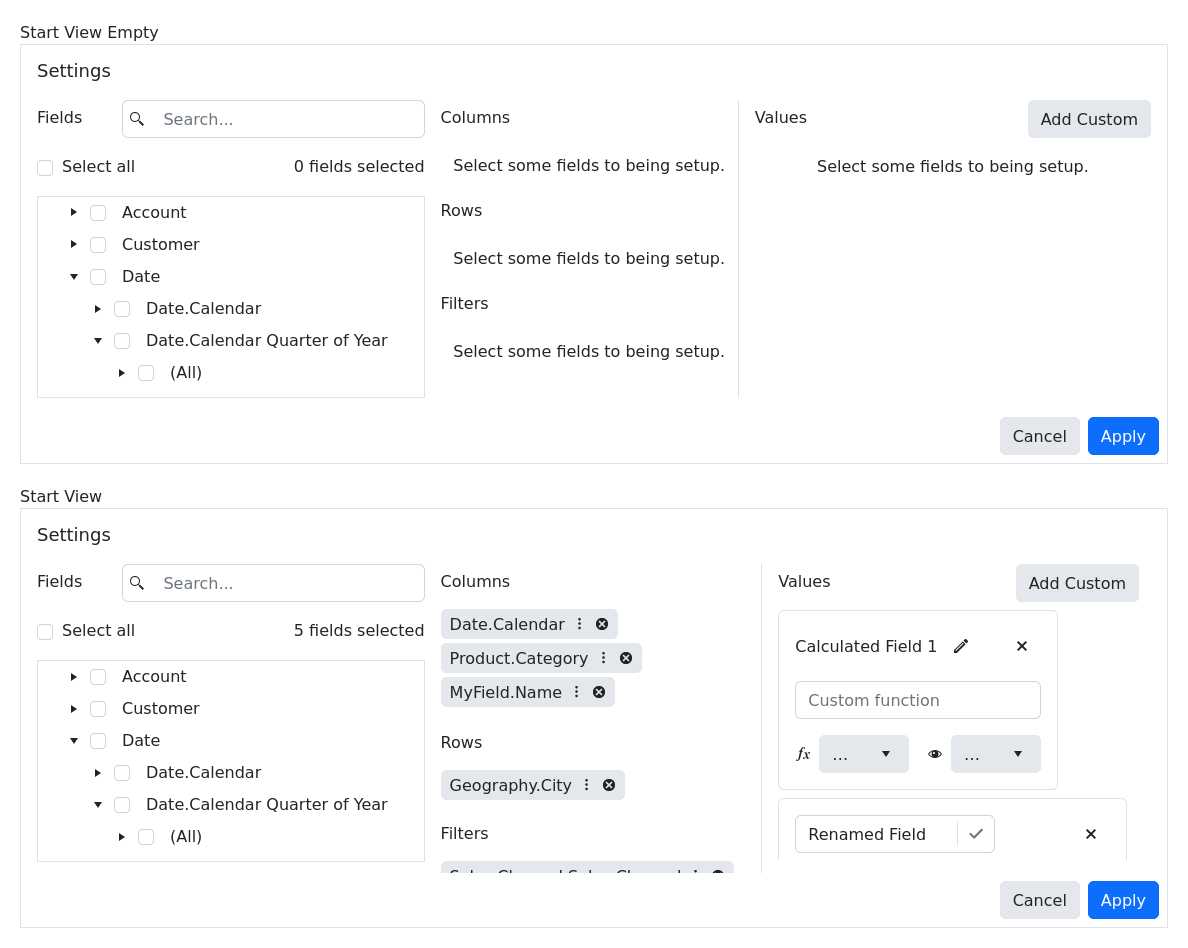 Start View Empty
Settings
Fields
Search...
Select all
0 fields selected
Account
Customer
Date
Date.Calendar
Date.Calendar Quarter of Year
(All)
Columns
Select some fields to being setup.
Rows
Select some fields to being setup.
Filters
Select some fields to being setup.
Values
Add Custom
Select some fields to being setup.
Cancel
Apply
Start View
Settings
Fields
Search...
Select all
5 fields selected
Account
Customer
Date
Date.Calendar
Date.Calendar Quarter of Year
(All)
Columns
Date.Calendar
Product.Category
MyField.Name
Rows
Geography.City
Filters
Values
Add Custom
Calculated Field 1
Custom function
fx
...
...
Renamed Field
Cancel
Apply